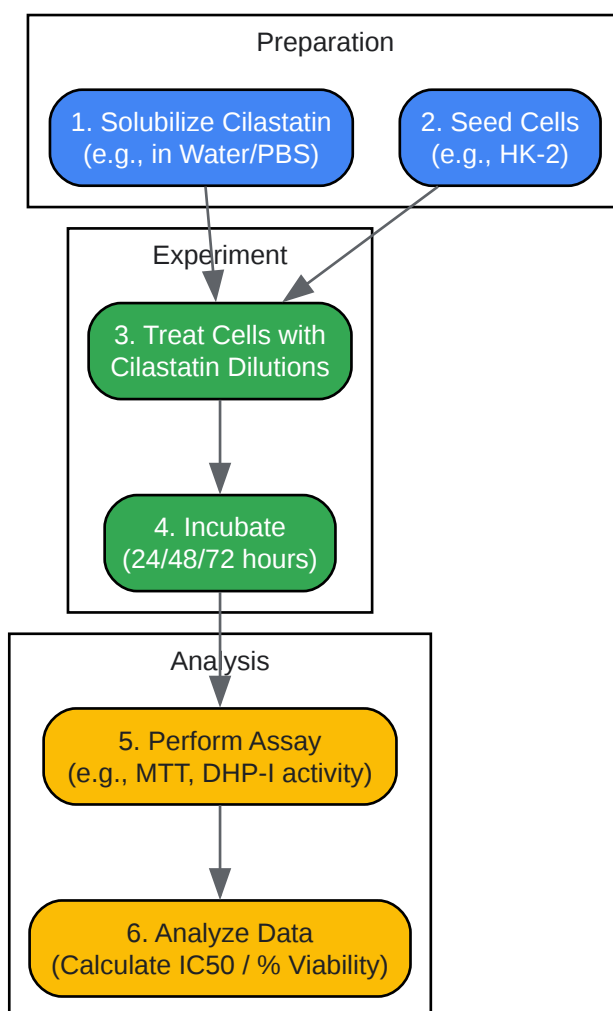 Preparation
1. Solubilize Cilastatin
(e.g., in Water/PBS)
2. Seed Cells
(e.g., HK-2)
Experiment
3. Treat Cells with
Cilastatin Dilutions
4. Incubate
(24/48/72 hours)
Analysis
5. Perform Assay
(e.g., MTT, DHP-I activity)
6. Analyze Data
(Calculate IC50 / % Viability)